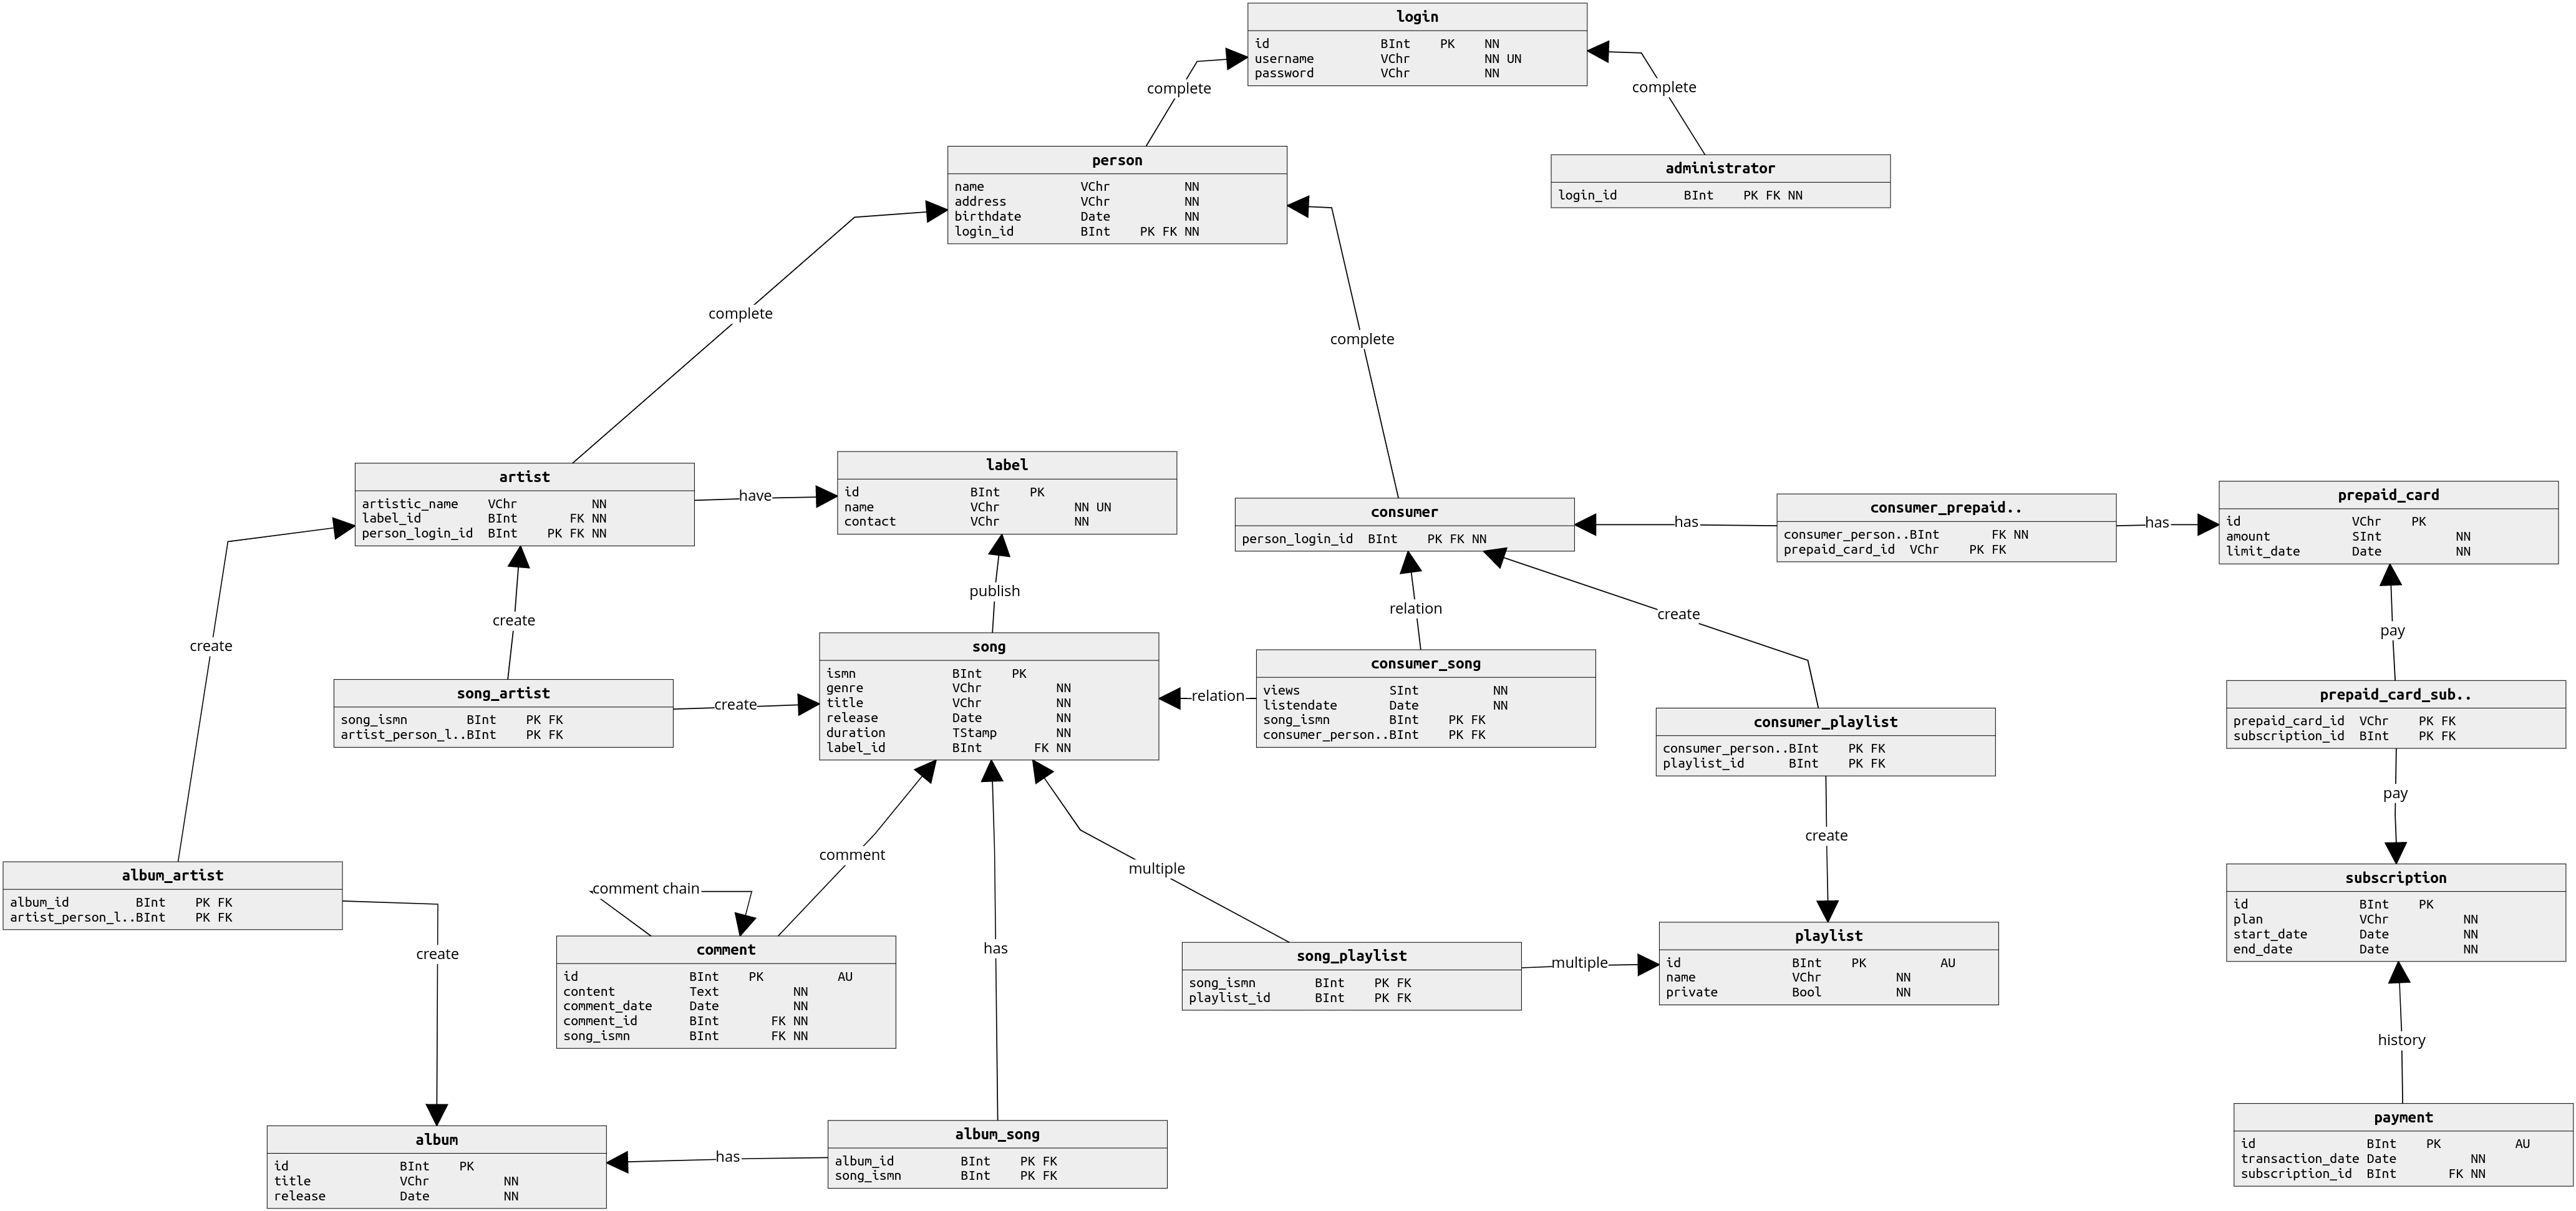 login
id BInt PK NN
username VChr NN UN
password VChr NN
complete
complete
person
name VChr NN
address VChr NN
birthdate Date NN
login_id BInt PK FK NN
administrator
login_id BInt PK FK NN
complete
complete
artist
artistic_name VChr NN
label_id BInt FK NN
person_login_id BInt PK FK NN
have
label
id BInt PK
name VChr NN UN
contact VChr NN
consumer
person_login_id BInt PK FK NN
has
consumer_prepaid..
consumer_person..BInt FK NN
prepaid_card_id VChr PK FK
has
prepaid_card
id VChr PK
amount SInt NN
limit_date Date NN
create
create
publish
relation
create
pay
song_artist
song_ismn BInt PK FK
artist_person_l..BInt PK FK
create
song
ismn BInt PK
genre VChr NN
title VChr NN
release Date NN
duration TStamp NN
label_id BInt FK NN
relation
consumer_song
views SInt NN
listendate Date NN
song_ismn BInt PK FK
consumer_person..BInt PK FK
consumer_playlist
consumer_person..BInt PK FK
playlist_id BInt PK FK
prepaid_card_sub..
prepaid_card_id VChr PK FK
subscription_id BInt PK FK
pay
comment
multiple
create
album_artist
album_id BInt PK FK
artist_person_l..BInt PK FK
create
comment chain
comment
id BInt PK AU
content Text NN
comment_date Date NN
comment_id BInt FK NN
song_ismn BInt FK NN
has
song_playlist
song_ismn BInt PK FK
playlist_id BInt PK FK
multiple
playlist
id BInt PK AU
name VChr NN
private Bool NN
subscription
id BInt PK
plan VChr NN
start_date Date NN
end_date Date NN
history
album
id BInt PK
title VChr NN
release Date NN
has
album_song
album_id BInt PK FK
song_ismn BInt PK FK
payment
id BInt PK AU
transaction_date Date NN
subscription_id BInt FK NN